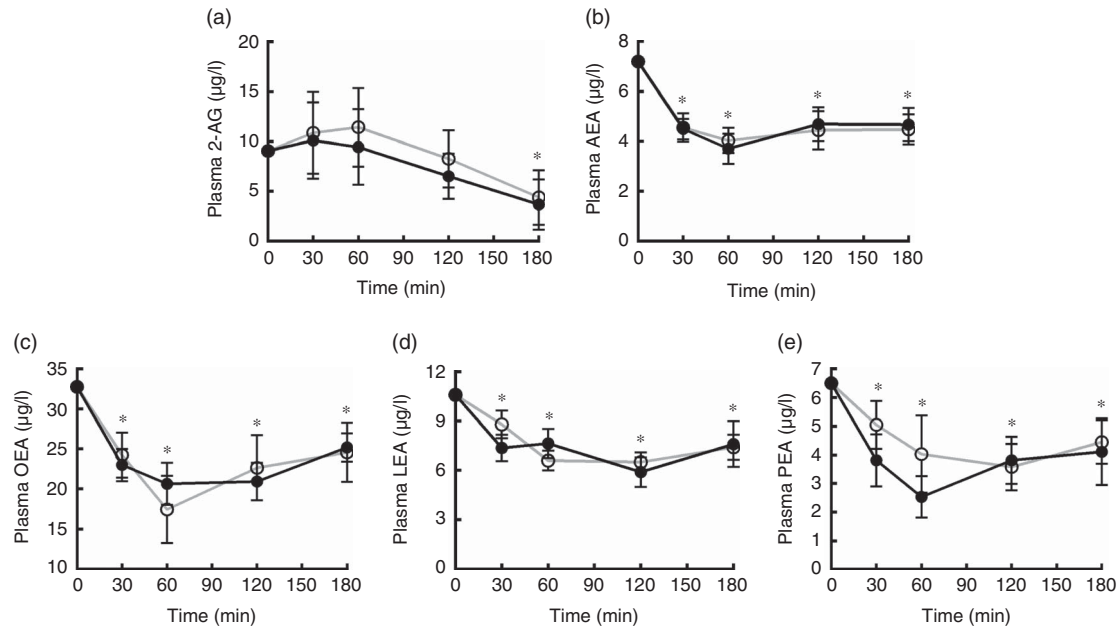 (a)
Plasma 2-AG (µg/l)
20
15
10
5
0
*
0 30 60 90 120 150 180
Time (min)
(b)
Plasma AEA (µg/l)
8
6
4
2
0
* * * *
0 30 60 90 120 150 180
Time (min)
(c)
Plasma OEA (µg/l)
35
30
25
20
15
10
* * * *
0 30 60 90 120 150 180
Time (min)
(d)
Plasma LEA (µg/l)
12
9
6
3
0
* * * *
0 30 60 90 120 150 180
Time (min)
(e)
Plasma PEA (µg/l)
7
6
5
4
3
2
1
0
* * * *
0 30 60 90 120 150 180
Time (min)